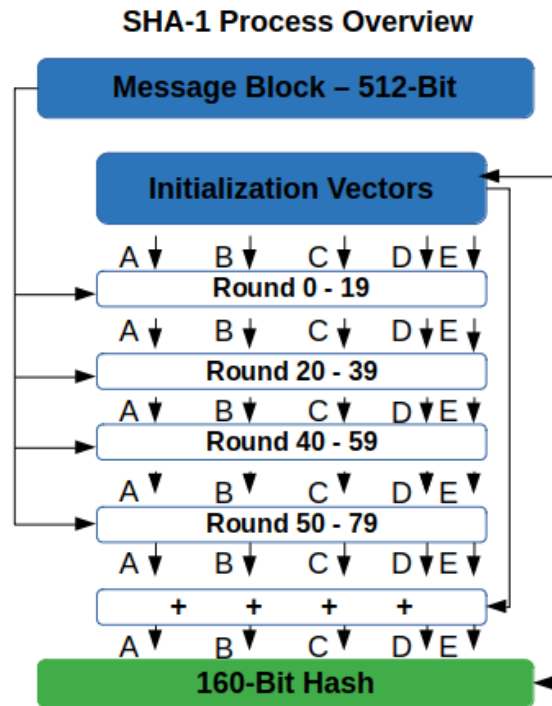 SHA-1 Process Overview
Message Block – 512-Bit
Initialization Vectors
A B C D E
Round 0 - 19
A B C D E
Round 20 - 39
A B C D E
Round 40 - 59
A B C D E
Round 50 - 79
A B C D E
+ + + +
A B C D E
160-Bit Hash